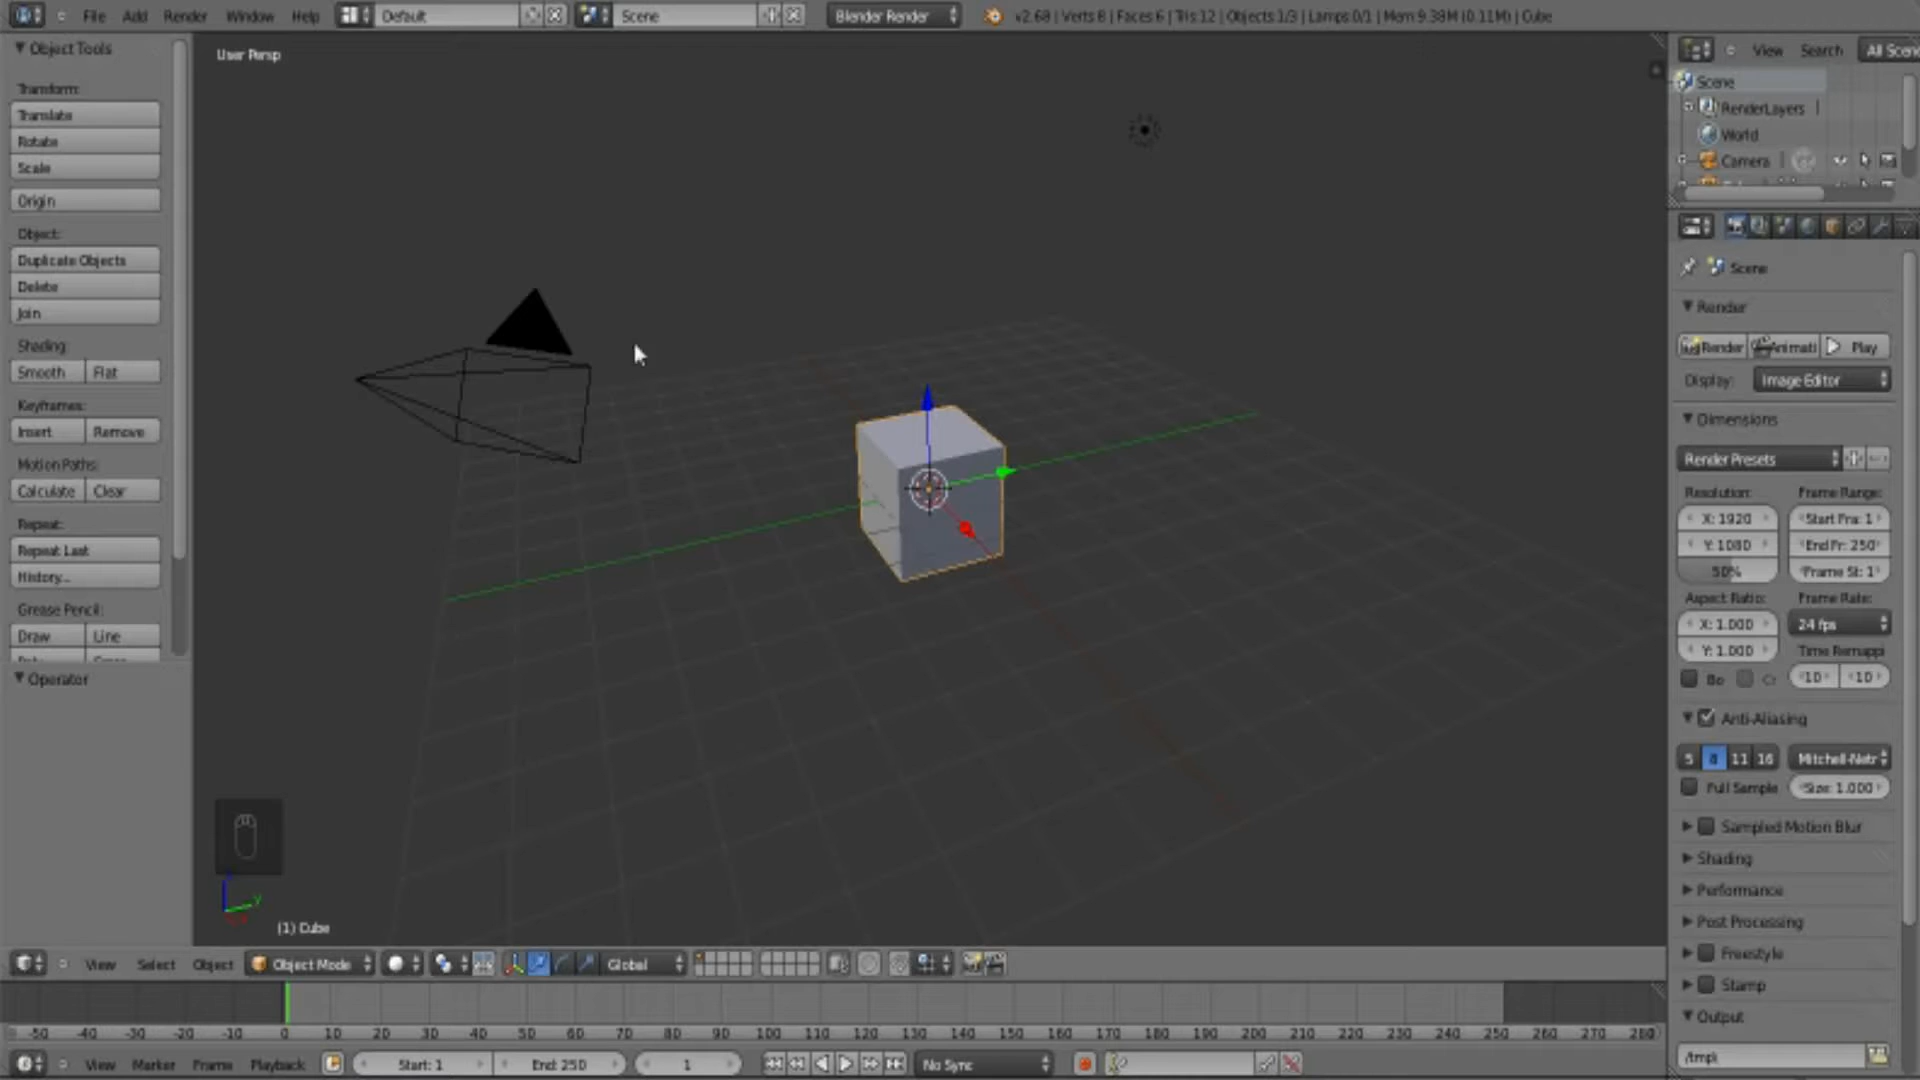 File Add Render Window Help Default Scene Blender Render v2.68 | Verts:8 | Faces:6 | Tris:12 | Objects:1/3 | Lamps:0/1 | Mem:9.38M (0.11M) | Cube
Object Tools
Transform:
Translate
Rotate
Scale
Origin
Object:
Duplicate Objects
Delete
Join
Shading:
Smooth Flat
Keyframes:
Insert Remove
Motion Paths:
Calculate Clear
Repeat:
Repeat Last
History...
Grease Pencil:
Draw Line
Operator
User Persp
(1) Cube
View Search All Scen
Scene
RenderLayers
World
Camera
Scene
Render
Render Animati Play
Display: Image Editor
Dimensions
Render Presets
Resolution: Frame Range:
X: 1920 Start Fra: 1
Y: 1080 End Fr: 250
50% Frame St: 1
Aspect Ratio: Frame Rate:
X: 1.000 24 fps
Y: 1.000 Time Remappi
Bo Cr 10 10
Anti-Aliasing
5 8 11 16 Mitchell-Netr
Full Sample Size: 1.000
Sampled Motion Blur
Shading
Performance
Post Processing
Freestyle
Stamp
Output
/tmp\
View Select Object Object Mode Global
-50 -40 -30 -20 -10 0 10 20 30 40 50 60 70 80 90 100 110 120 130 140 150 160 170 180 190 200 210 220 230 240 250 260 270 280
View Marker Frame Playback Start: 1 End: 250 1 No Sync